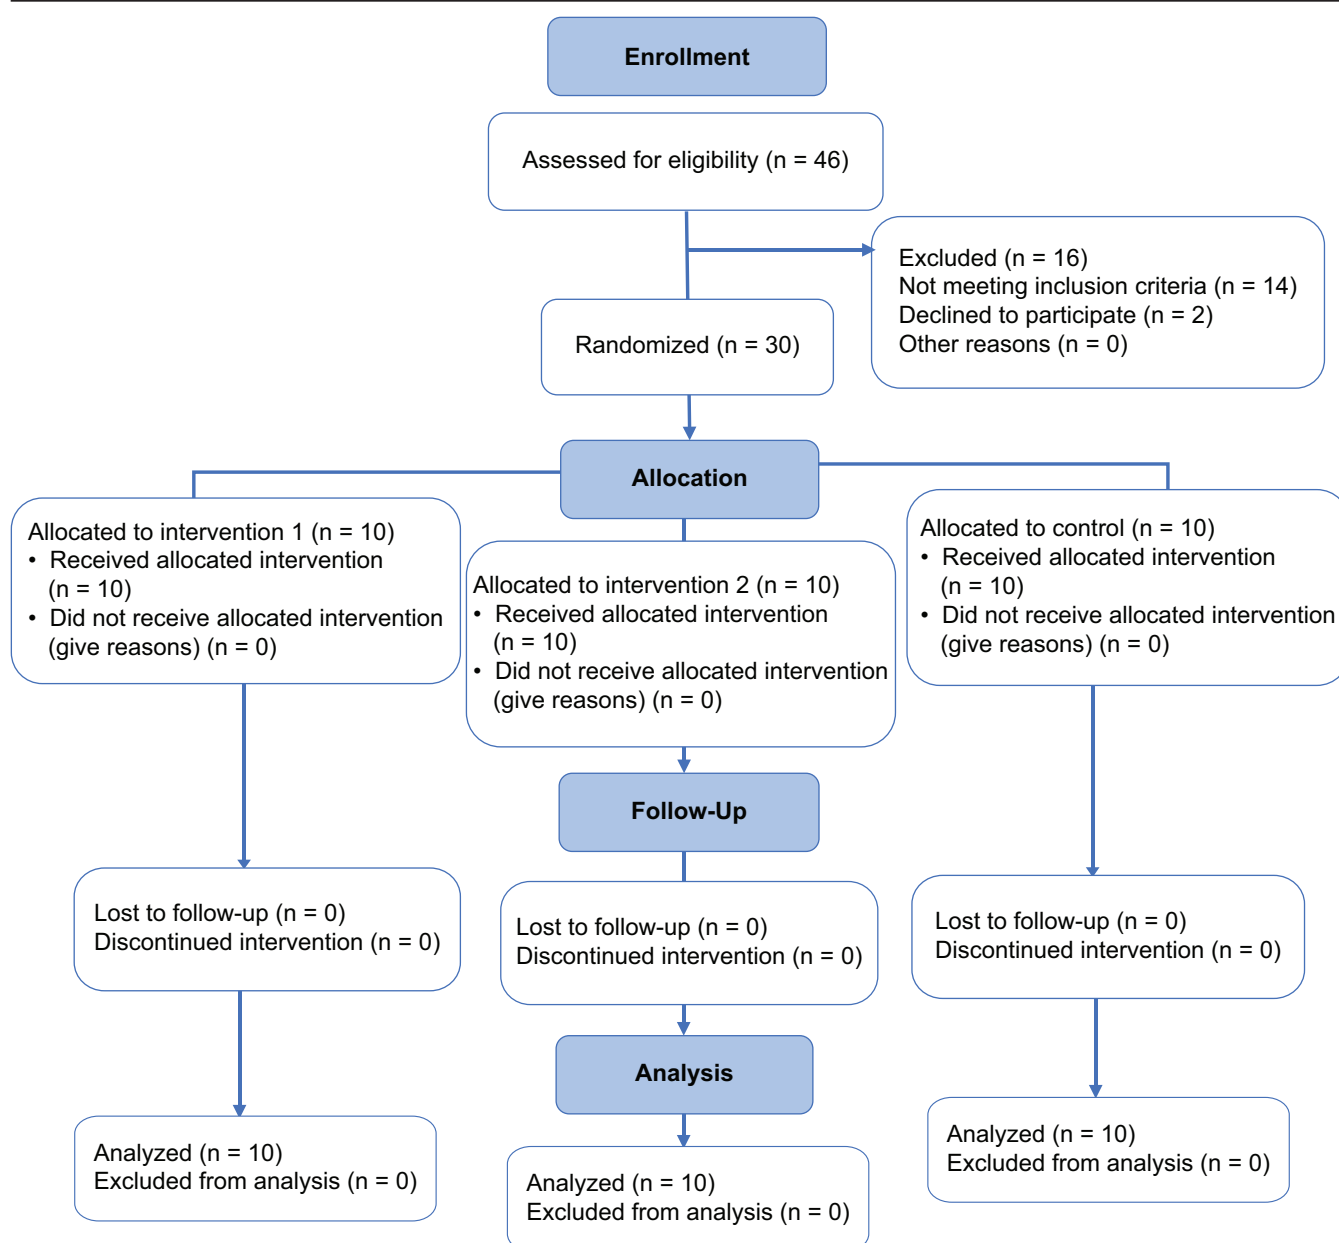 Enrollment
Assessed for eligibility (n = 46)
Excluded (n = 16)
Not meeting inclusion criteria (n = 14)
Declined to participate (n = 2)
Other reasons (n = 0)
Randomized (n = 30)
Allocation
Allocated to intervention 1 (n = 10)
• Received allocated intervention
(n = 10)
• Did not receive allocated intervention
(give reasons) (n = 0)
Allocated to intervention 2 (n = 10)
• Received allocated intervention
(n = 10)
• Did not receive allocated intervention
(give reasons) (n = 0)
Allocated to control (n = 10)
• Received allocated intervention
(n = 10)
• Did not receive allocated intervention
(give reasons) (n = 0)
Follow-Up
Lost to follow-up (n = 0)
Discontinued intervention (n = 0)
Lost to follow-up (n = 0)
Discontinued intervention (n = 0)
Lost to follow-up (n = 0)
Discontinued intervention (n = 0)
Analysis
Analyzed (n = 10)
Excluded from analysis (n = 0)
Analyzed (n = 10)
Excluded from analysis (n = 0)
Analyzed (n = 10)
Excluded from analysis (n = 0)